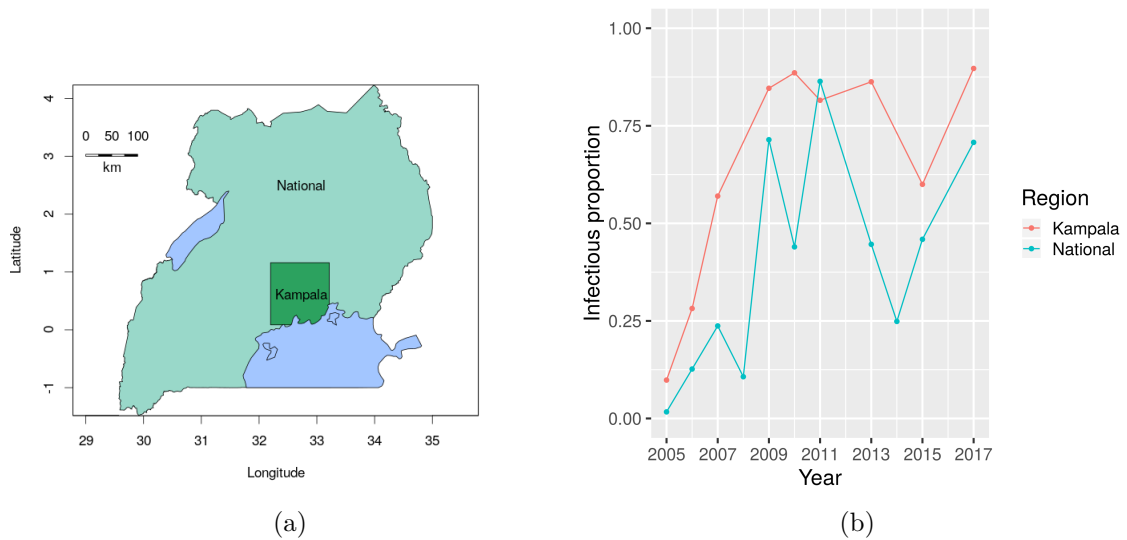 4
3
2
1
0
-1
Latitude
0 50 100
km
National
Kampala
29 30 31 32 33 34 35
Longitude
(a)
1.00
0.75
0.50
0.25
0.00
Infectious proportion
2005 2007 2009 2011 2013 2015 2017
Year
Region
Kampala
National
(b)